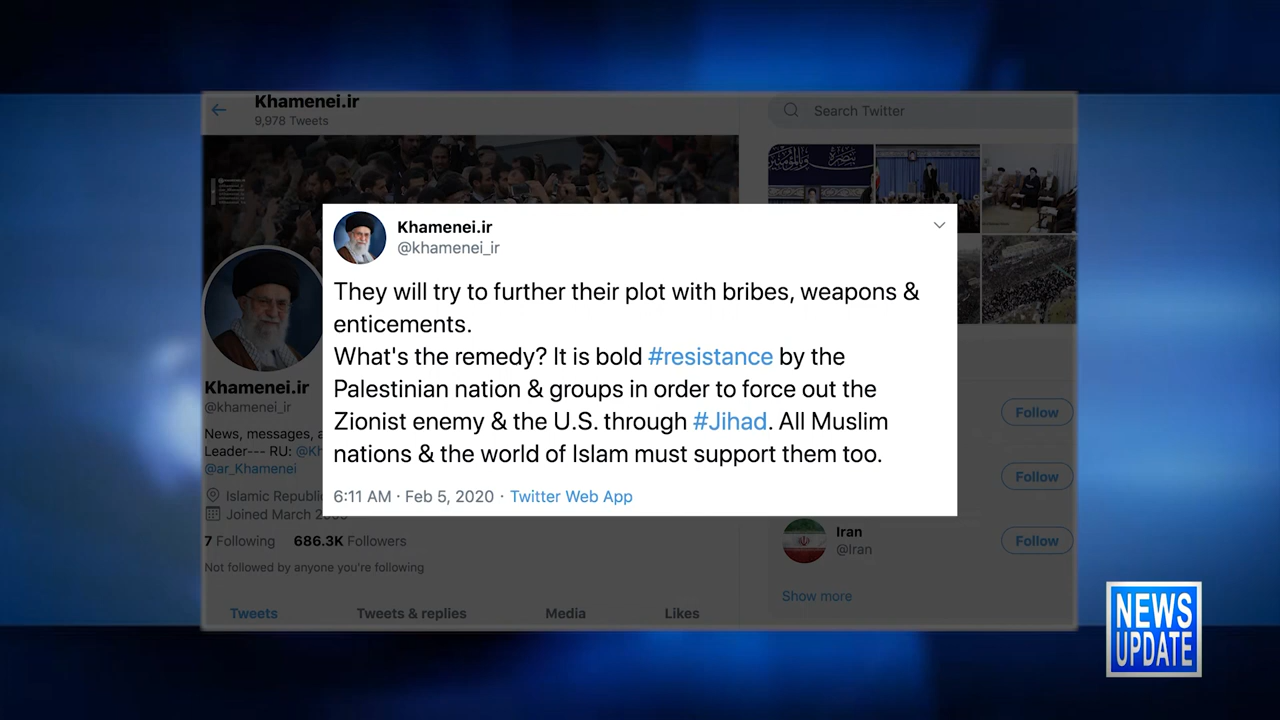 Khamenei.ir
9,978 Tweets
Search Twitter
Khamenei.ir
@khamenei_ir
They will try to further their plot with bribes, weapons &
enticements.
What's the remedy? It is bold #resistance by the
Palestinian nation & groups in order to force out the
Zionist enemy & the U.S. through #Jihad. All Muslim
nations & the world of Islam must support them too.
6:11 AM · Feb 5, 2020 · Twitter Web App
Khamenei.ir
@khamenei_ir
News, messages,
Leader--- RU:
@ar_Khamenei
Islamic
Joined March
7 Following 686.3K Followers
Not followed by anyone you're following
Tweets Tweets & replies Media Likes
Follow
Follow
Iran
@Iran
Follow
Show more
NEWS
UPDATE